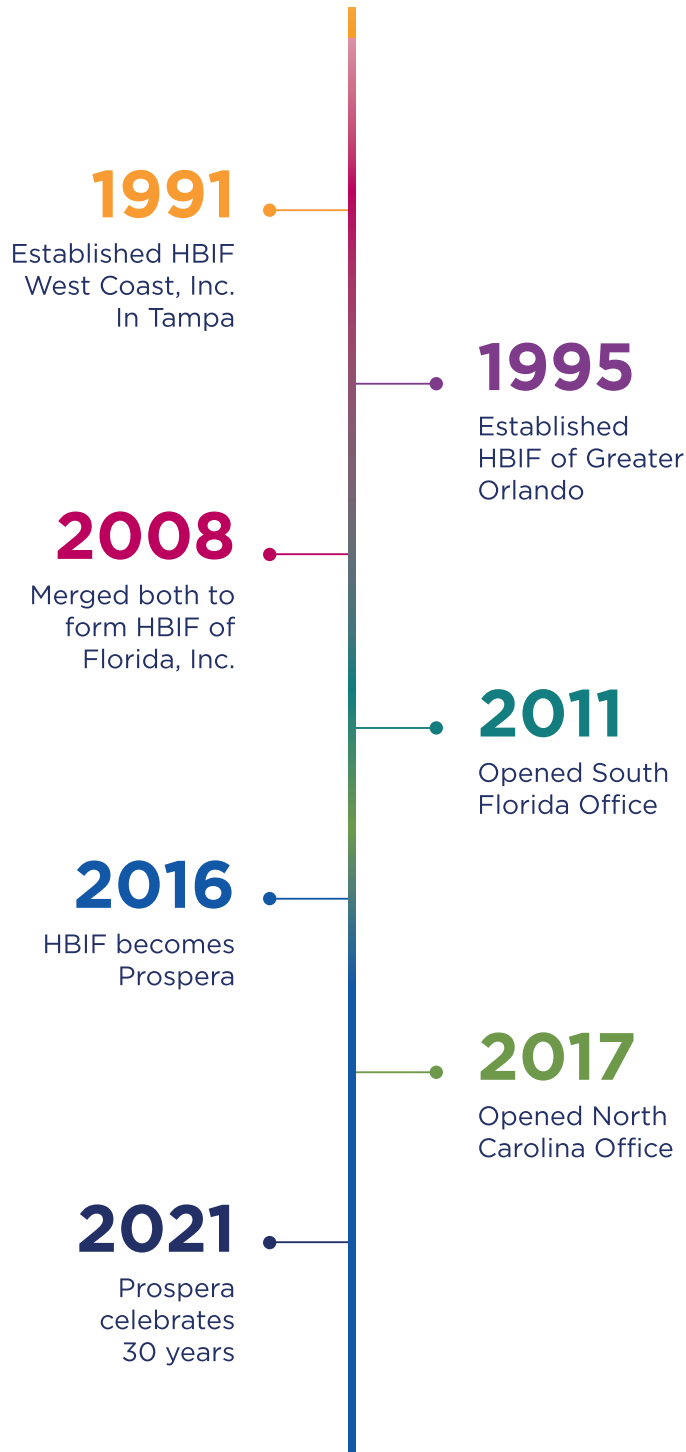 1991
Established HBIF
West Coast, Inc.
In Tampa
1995
Established
HBIF of Greater
Orlando
2008
Merged both to
form HBIF of
Florida, Inc.
2011
Opened South
Florida Office
2016
HBIF becomes
Prospera
2017
Opened North
Carolina Office
2021
Prospera
celebrates
30 years